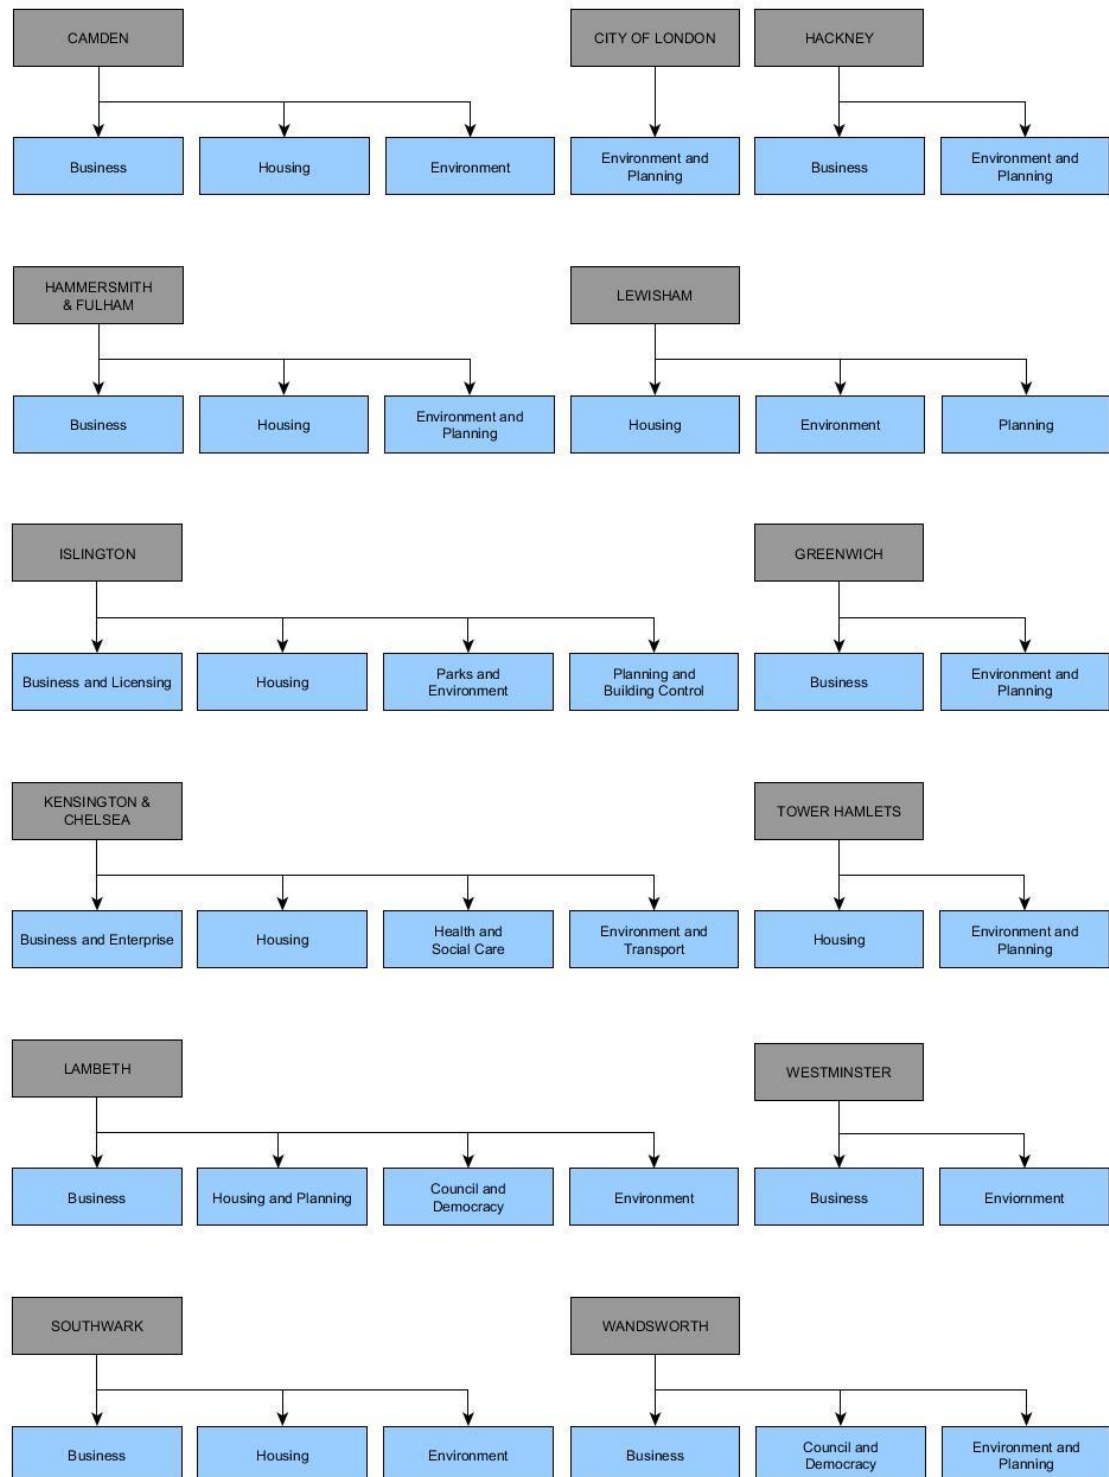 CAMDEN
CITY OF LONDON
HACKNEY
Business
Housing
Environment
Environment and
Planning
Business
Environment and
Planning
HAMMERSMITH
& FULHAM
LEWISHAM
Business
Housing
Environment and
Planning
Housing
Environment
Planning
ISLINGTON
GREENWICH
Business and Licensing
Housing
Parks and
Environment
Planning and
Building Control
Business
Environment and
Planning
KENSINGTON &
CHELSEA
TOWER HAMLETS
Business and Enterprise
Housing
Health and
Social Care
Environment and
Transport
Housing
Environment and
Planning
LAMBETH
WESTMINSTER
Business
Housing and Planning
Council and
Democracy
Environment
Business
Enviornment
SOUTHWARK
WANDSWORTH
Business
Housing
Environment
Business
Council and
Democracy
Environment and
Planning